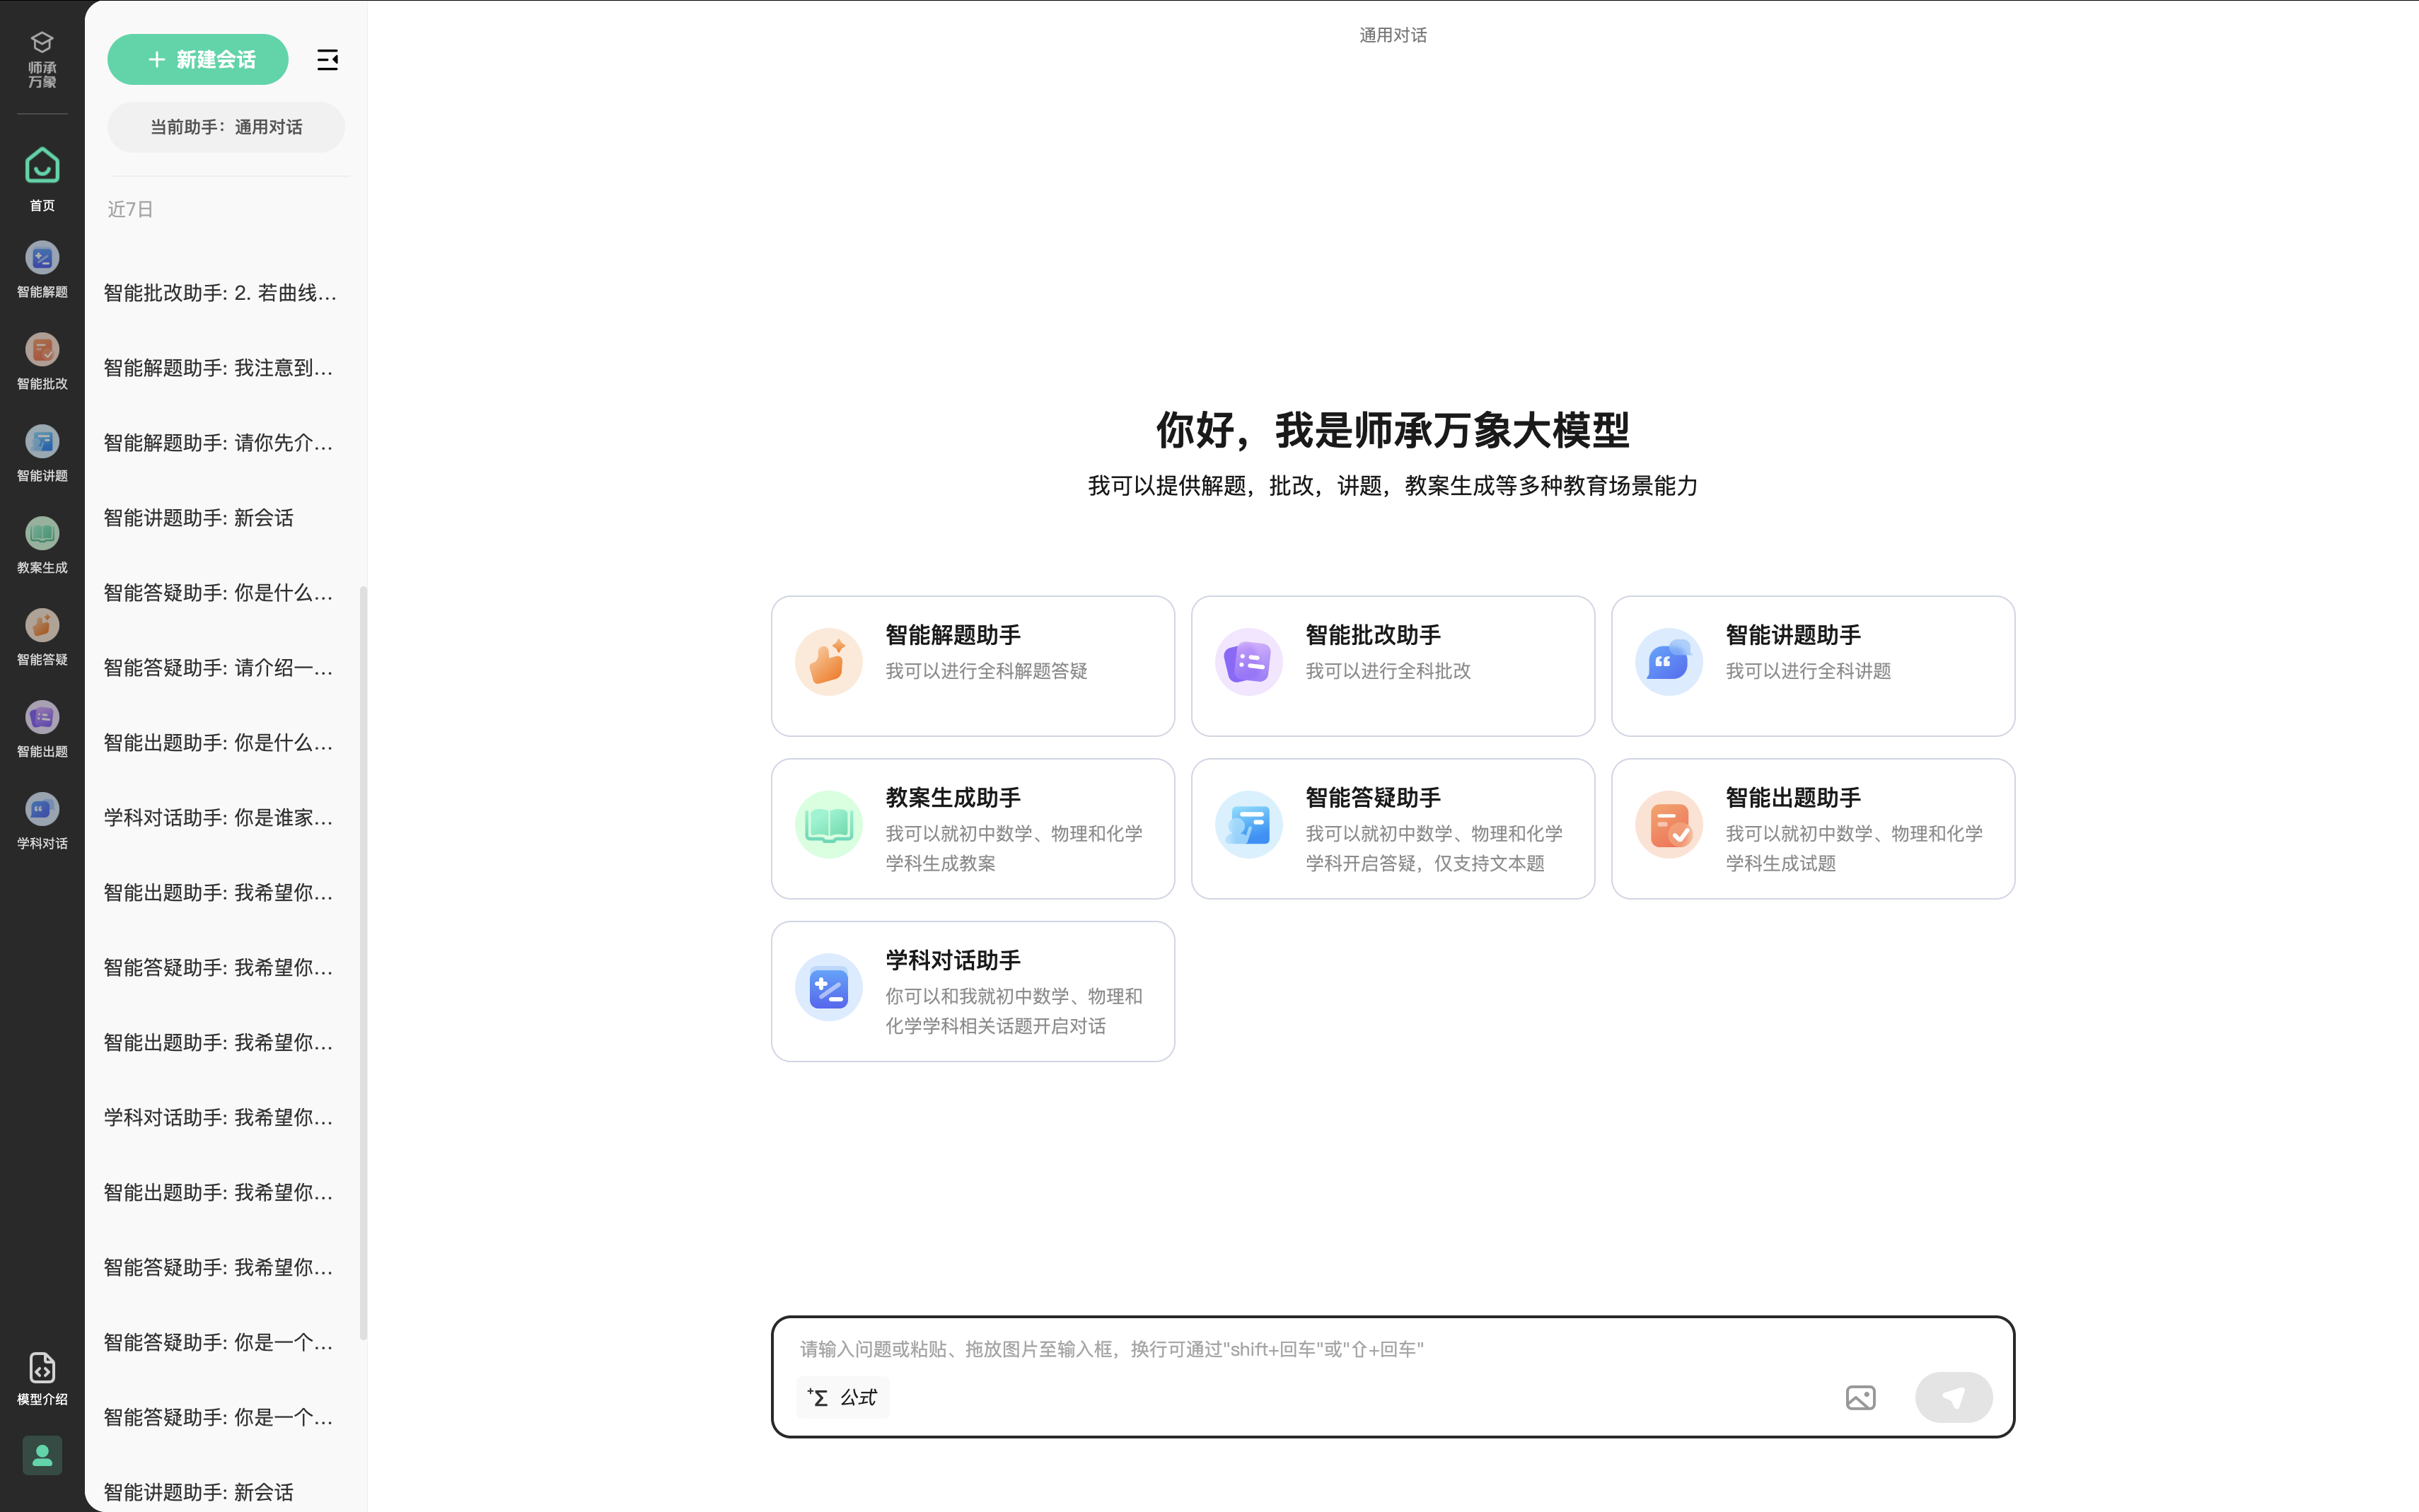 师承
万象
首页
智能解题
智能批改
智能讲题
教案生成
智能答疑
智能出题
学科对话
模型介绍
新建会话
当前助手：通用对话
近7日
智能批改助手: 2. 若曲线...
智能解题助手: 我注意到...
智能解题助手: 请你先介...
智能讲题助手: 新会话
智能答疑助手: 你是什么...
智能答疑助手: 请介绍一...
智能出题助手: 你是什么...
学科对话助手: 你是谁家...
智能出题助手: 我希望你...
智能答疑助手: 我希望你...
智能出题助手: 我希望你...
学科对话助手: 我希望你...
智能出题助手: 我希望你...
智能答疑助手: 我希望你...
智能答疑助手: 你是一个...
智能答疑助手: 你是一个...
智能讲题助手: 新会话
通用对话
你好，我是师承万象大模型
我可以提供解题，批改，讲题，教案生成等多种教育场景能力
智能解题助手
我可以进行全科解题答疑
智能批改助手
我可以进行全科批改
智能讲题助手
我可以进行全科讲题
教案生成助手
我可以就初中数学、物理和化学
学科生成教案
智能答疑助手
我可以就初中数学、物理和化学
学科开启答疑，仅支持文本题
智能出题助手
我可以就初中数学、物理和化学
学科生成试题
学科对话助手
你可以和我就初中数学、物理和
化学学科相关话题开启对话
请输入问题或粘贴、拖放图片至输入框，换行可通过"shift+回车"或"⇧+回车"
公式